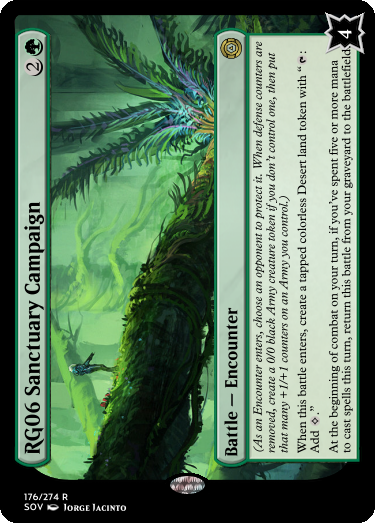 RG06 Sanctuary Campaign
2
Battle — Encounter
(As an Encounter enters, choose an opponent to protect it. When defense counters are
removed, create a 0/0 black Army creature token if you don't control one, then put
that many +1/+1 counters on an Army you control.)
When this battle enters, create a tapped colorless Desert land token with “ :
Add .”
At the beginning of combat on your turn, if you've spent five or more mana
to cast spells this turn, return this battle from your graveyard to the battlefield.
4
176/274 R
SOV Jorge Jacinto